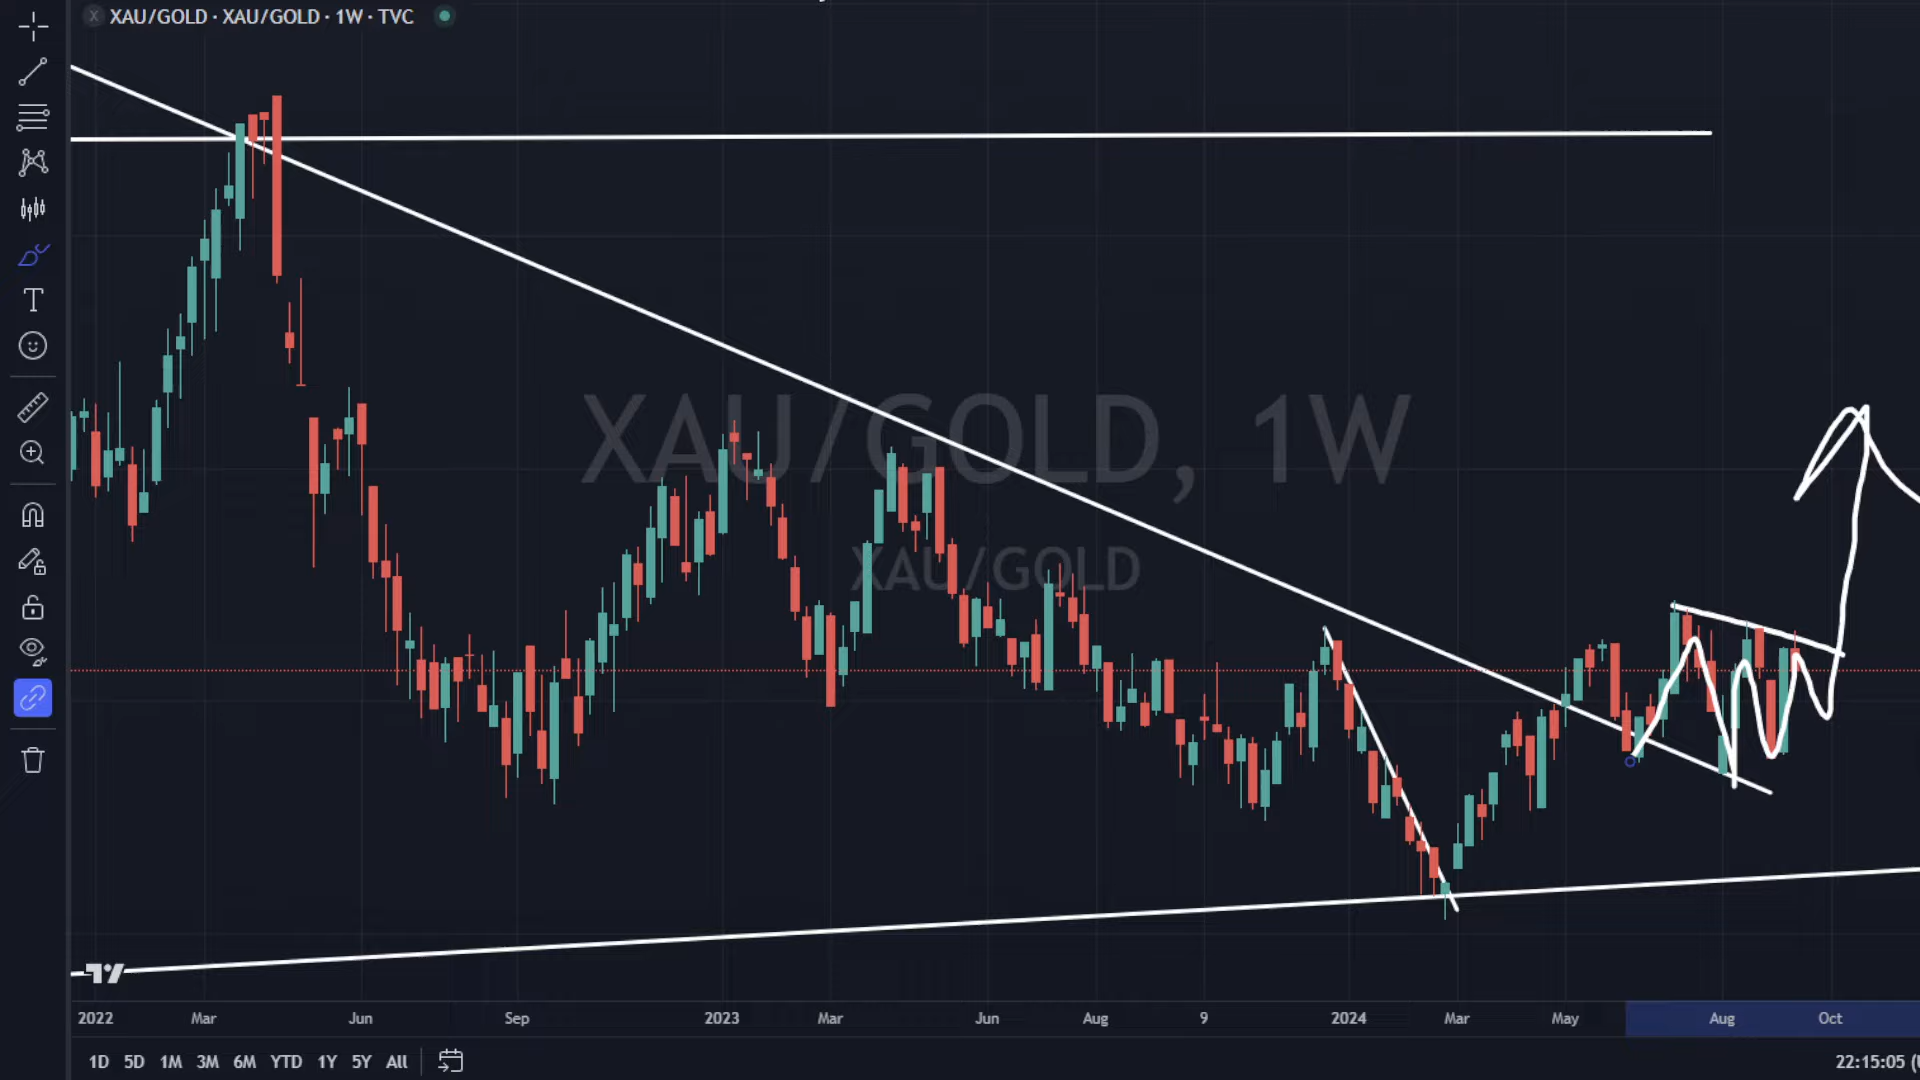 XAU/GOLD · XAU/GOLD · 1W · TVC
XAU/GOLD, 1W
XAU/GOLD
2022 Mar Jun Sep 2023 Mar Jun Aug 9 2024 Mar May Aug Oct
1D 5D 1M 3M 6M YTD 1Y 5Y All 22:15:05 (